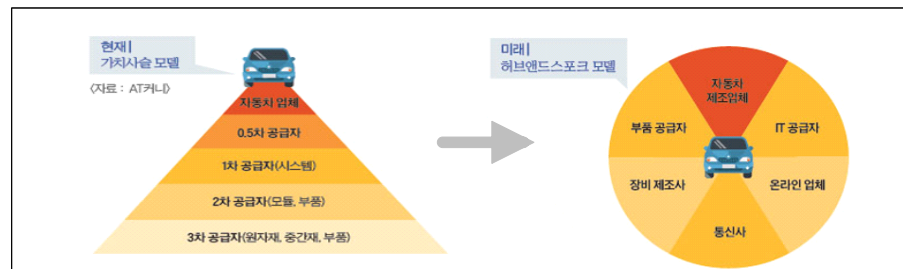 현재|
가치사슬 모델
〈자료 : AT커니〉
자동차 업체
0.5차 공급자
1차 공급자(시스템)
2차 공급자(모듈, 부품)
3차 공급자(원자재, 중간재, 부품)
미래|
허브앤드스포크 모델
자동차
제조업체
부품 공급자
IT 공급자
장비 제조사
온라인 업체
통신사